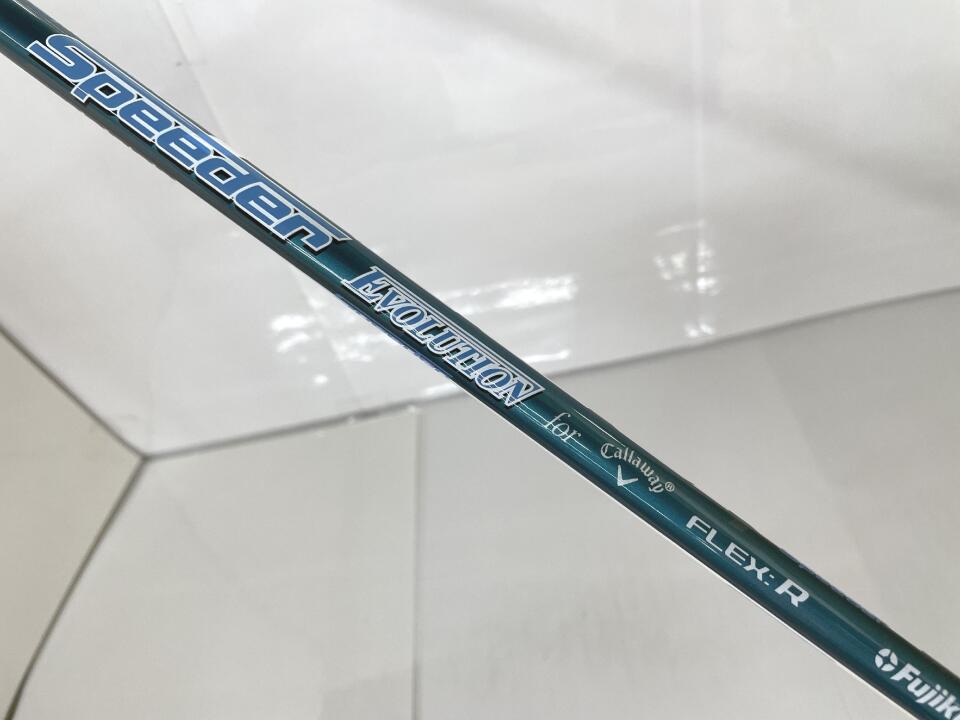 Speeder EVOLUTION for Callaway® FLEX:R Fujik